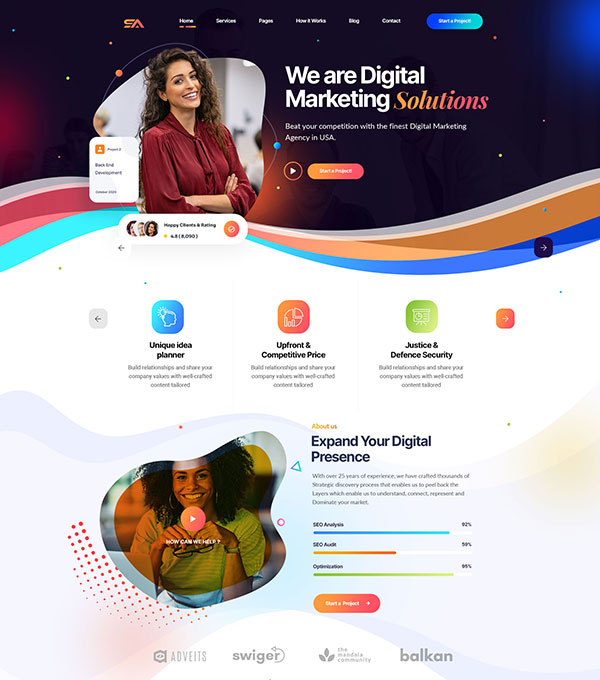 SA
Home Services Pages How it Works Blog Contact Start a Project!
We are Digital
Marketing Solutions
Beat your competition with the finest Digital Marketing
Agency in USA.
Start a Project!
Project 2
Back End
Development
October 2020
Happy Clients & Rating
4.8 ( 8,090 )
Unique idea
planner
Build relationships and share your
company values with well-crafted
content tailored
Upfront &
Competitive Price
Build relationships and share your
company values with well-crafted
content tailored
Justice &
Defence Security
Build relationships and share your
company values with well-crafted
content tailored
About us
Expand Your Digital
Presence
With over 25 years of experience, we have crafted thousands of
Strategic discovery process that enables us to peel back the
Layers which enable us to understand, connect, represent and
Dominate your market.
HOW CAN WE HELP ?
SEO Analysis 92%
SEO Audit 59%
Optimization 95%
Start a Project
ADVEITS
swiger
the
mandala
community
balkan